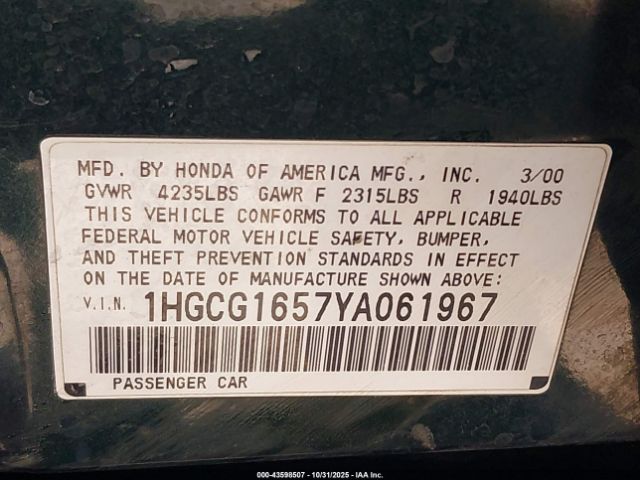 MFD. BY HONDA OF AMERICA MFG., INC. 3/00
GVWR 4235LBS GAWR F 2315LBS R 1940LBS
THIS VEHICLE CONFORMS TO ALL APPLICABLE
FEDERAL MOTOR VEHICLE SAFETY, BUMPER,
AND THEFT PREVENTION STANDARDS IN EFFECT
ON THE DATE OF MANUFACTURE SHOWN ABOVE:
V.I.N. 1HGCG1657YA061967
PASSENGER CAR
000-43598507 - 10/31/2025 - IAA Inc.